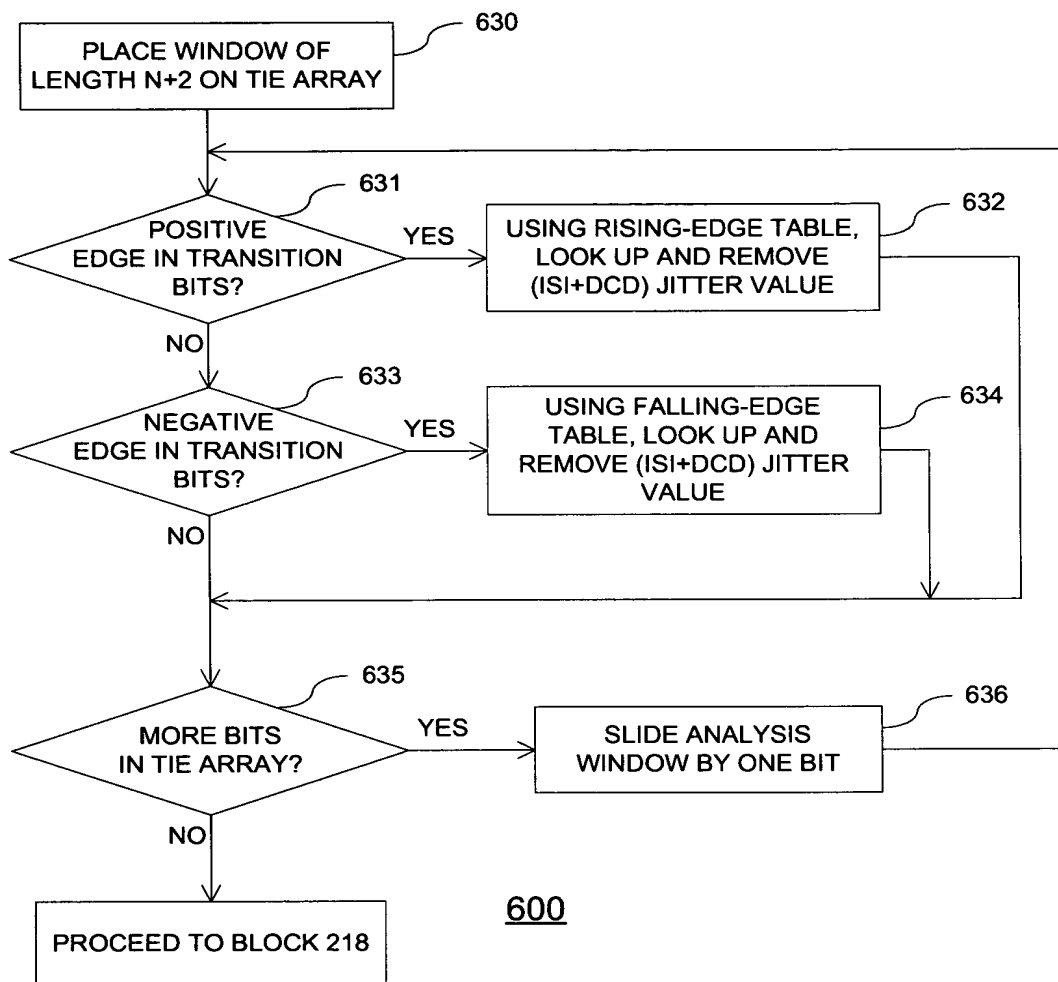 630
PLACE WINDOW OF
LENGTH N+2 ON TIE ARRAY
631
POSITIVE
EDGE IN TRANSITION
BITS?
YES
632
USING RISING-EDGE TABLE,
LOOK UP AND REMOVE
(ISI+DCD) JITTER VALUE
NO
633
NEGATIVE
EDGE IN TRANSITION
BITS?
YES
634
USING FALLING-EDGE
TABLE, LOOK UP AND
REMOVE (ISI+DCD) JITTER
VALUE
NO
635
MORE BITS
IN TIE ARRAY?
YES
636
SLIDE ANALYSIS
WINDOW BY ONE BIT
NO
PROCEED TO BLOCK 218
600